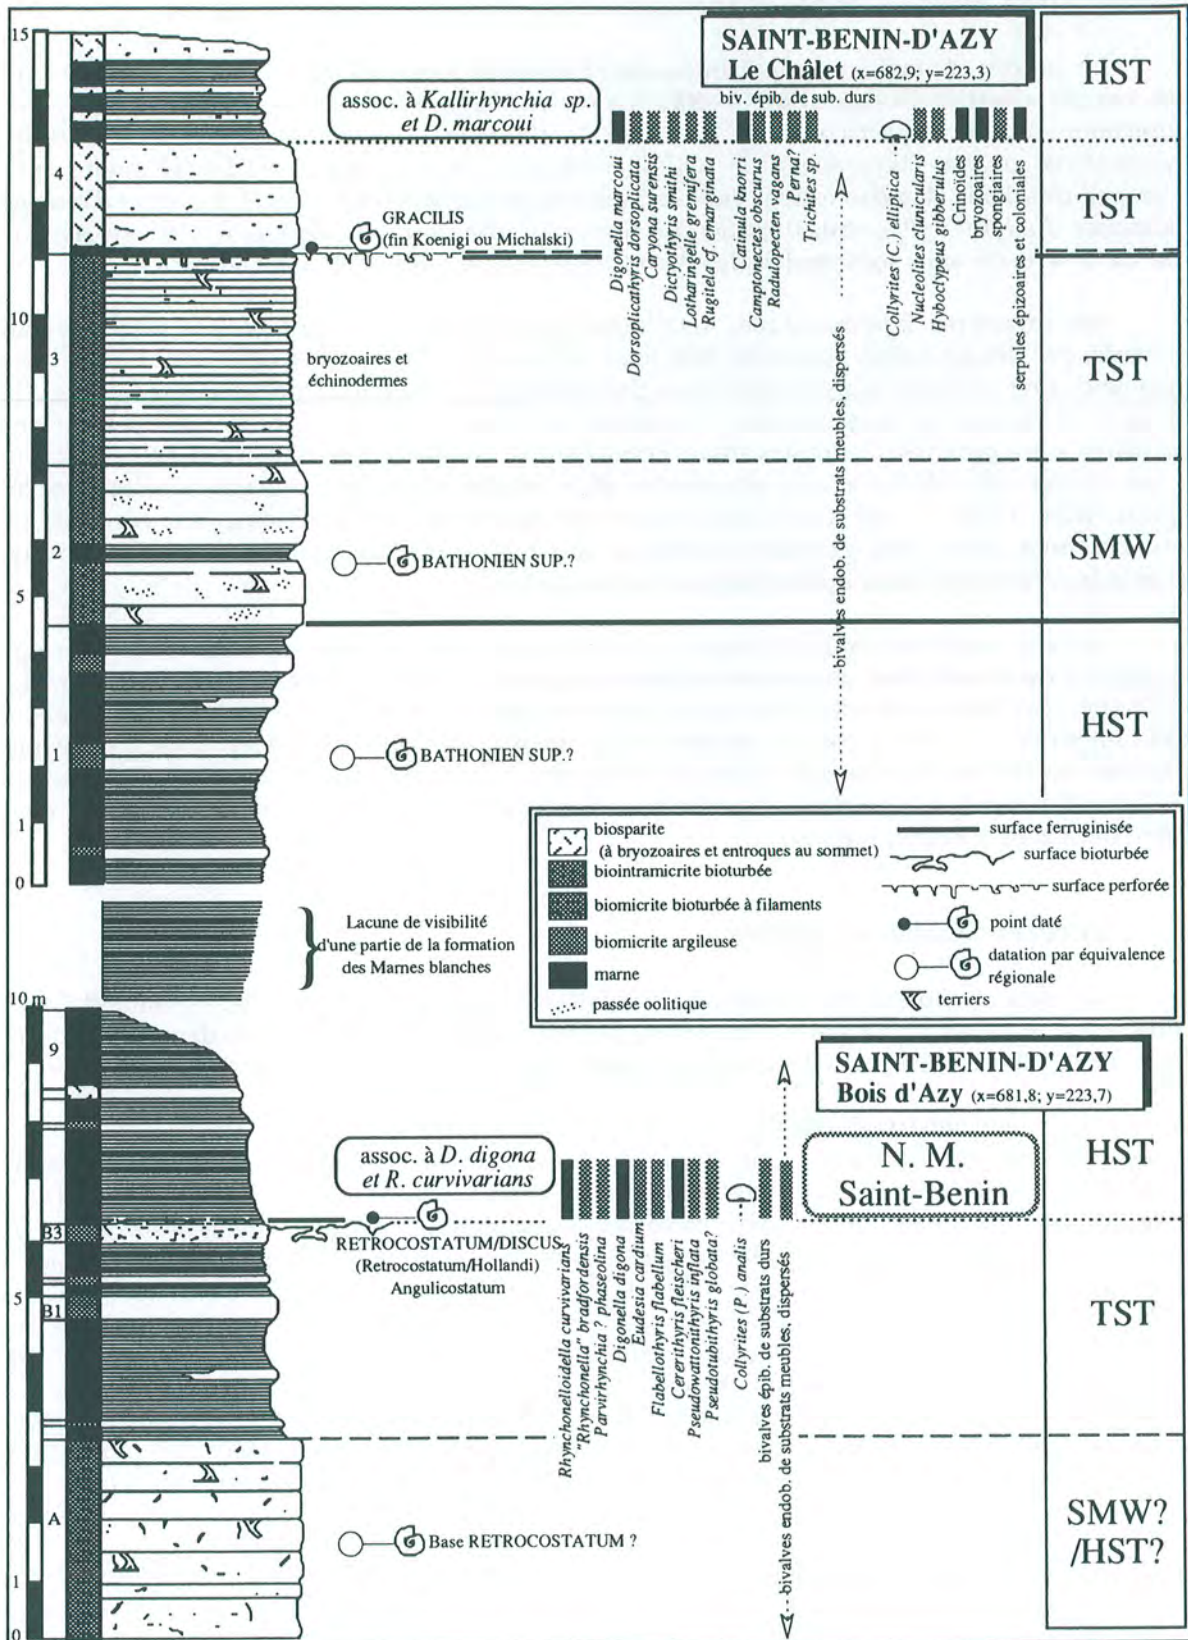 15
SAINT-BENIN-D'AZY
Le Châlet (x=682,9; y=223,3)
HST
assoc. à Kallirhynchia sp.
et D. marcoui
biv. épib. de sub. durs
4
GRACILIS
(fin Koenigi ou Michalski)
Digonella marcoui
Dorsoplicathyris dorsoplicata
Caryona surensis
Dictyothyis smithi
Lotharingelle gremifera
Rugitela cf. emarginata
Catinula knorri
Camptonectes obscurus
Radulopecten vagans
Perna?
Trichites sp.
Collyrites (C.) elliptica
Nucleolites clunicularis
Hyboclypeus gibberulus
Crinoides
bryozoaires
spongiaires
serpules épizoaires et coloniales
TST
10
3
bryozoaires et
échinodermes
bivalves endob. de substrats meubles, dispersés
TST
2
BATHONIEN SUP.?
SMW
5
1
BATHONIEN SUP.?
HST
1
0
biosparite
(à bryozoaires et entroques au sommet)
biointramicrite bioturbée
biomicrite bioturbée à filaments
biomicrite argileuse
marne
passée oolitique
surface ferruginisée
surface bioturbée
surface perforée
point daté
datation par équivalence
régionale
terriers
Lacune de visibilité
d'une partie de la formation
des Marnes blanches
10 m
9
SAINT-BENIN-D'AZY
Bois d'Azy (x=681,8; y=223,7)
assoc. à D. digona
et R. curvivarians
N. M.
Saint-Benin
HST
B3
RETROCOSTATUM/DISCUS
(Retrocostatum/Hollandi)
Angulicostatum
Rhynchonelloidella curvivarians
"Rhynchonella" bradfordensis
Parvirhynchia ? phaseolina
Digonella digona
Eudesia cardium
Flabellothyris flabellum
Cererithyris fleischeri
Pseudowattonithyris inflata
Pseudotubithyris globata?
Collyrites (P.) analis
bivalves épib. de substrats durs
bivalves endob. de substrats meubles, dispersés
5
B1
TST
A
Base RETROCOSTATUM ?
SMW?
/HST?
1
0